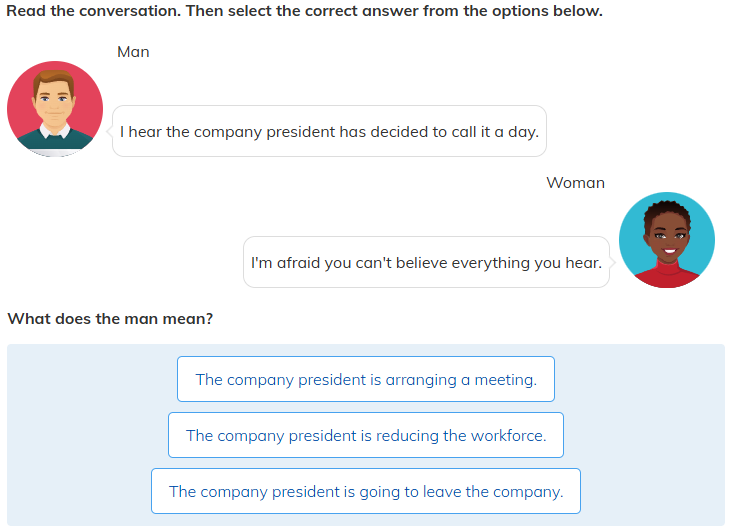 Read the conversation. Then select the correct answer from the options below.
Man
I hear the company president has decided to call it a day.
Woman
I'm afraid you can't believe everything you hear.
What does the man mean?
The company president is arranging a meeting.
The company president is reducing the workforce.
The company president is going to leave the company.